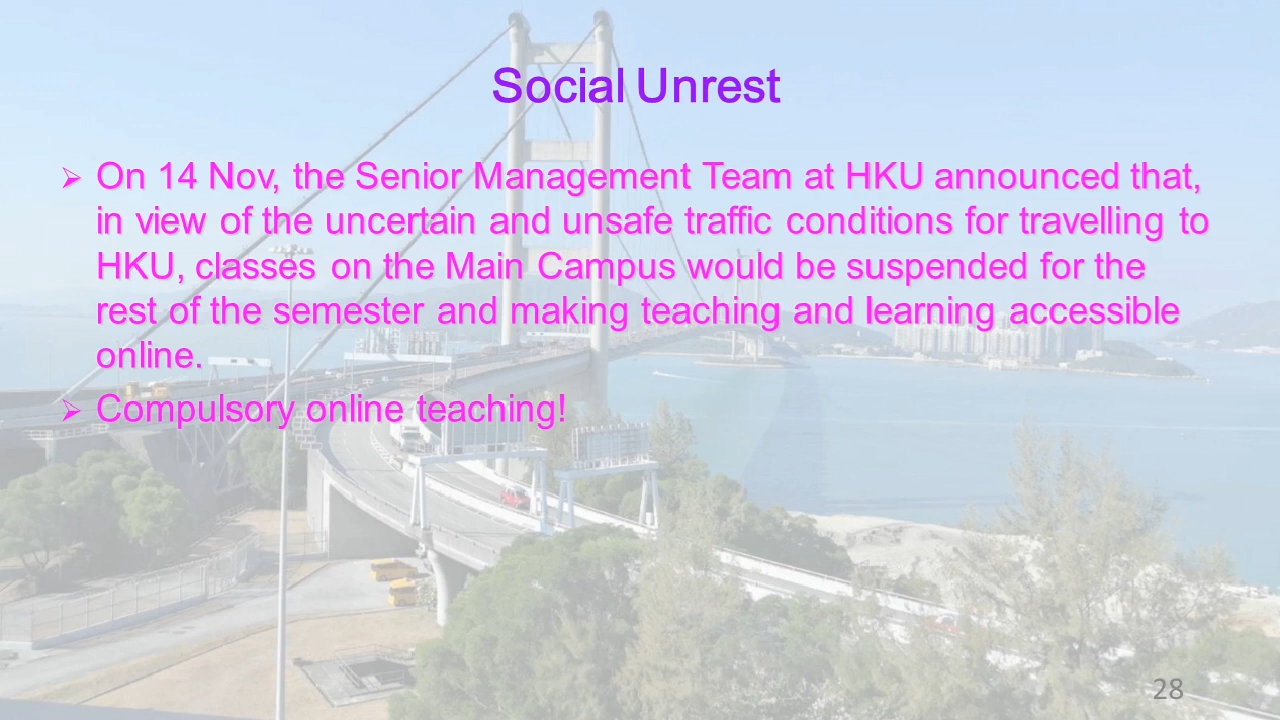 Social Unrest
➢ On 14 Nov, the Senior Management Team at HKU announced that,
in view of the uncertain and unsafe traffic conditions for travelling to
HKU, classes on the Main Campus would be suspended for the
rest of the semester and making teaching and learning accessible
online.
➢ Compulsory online teaching!
28